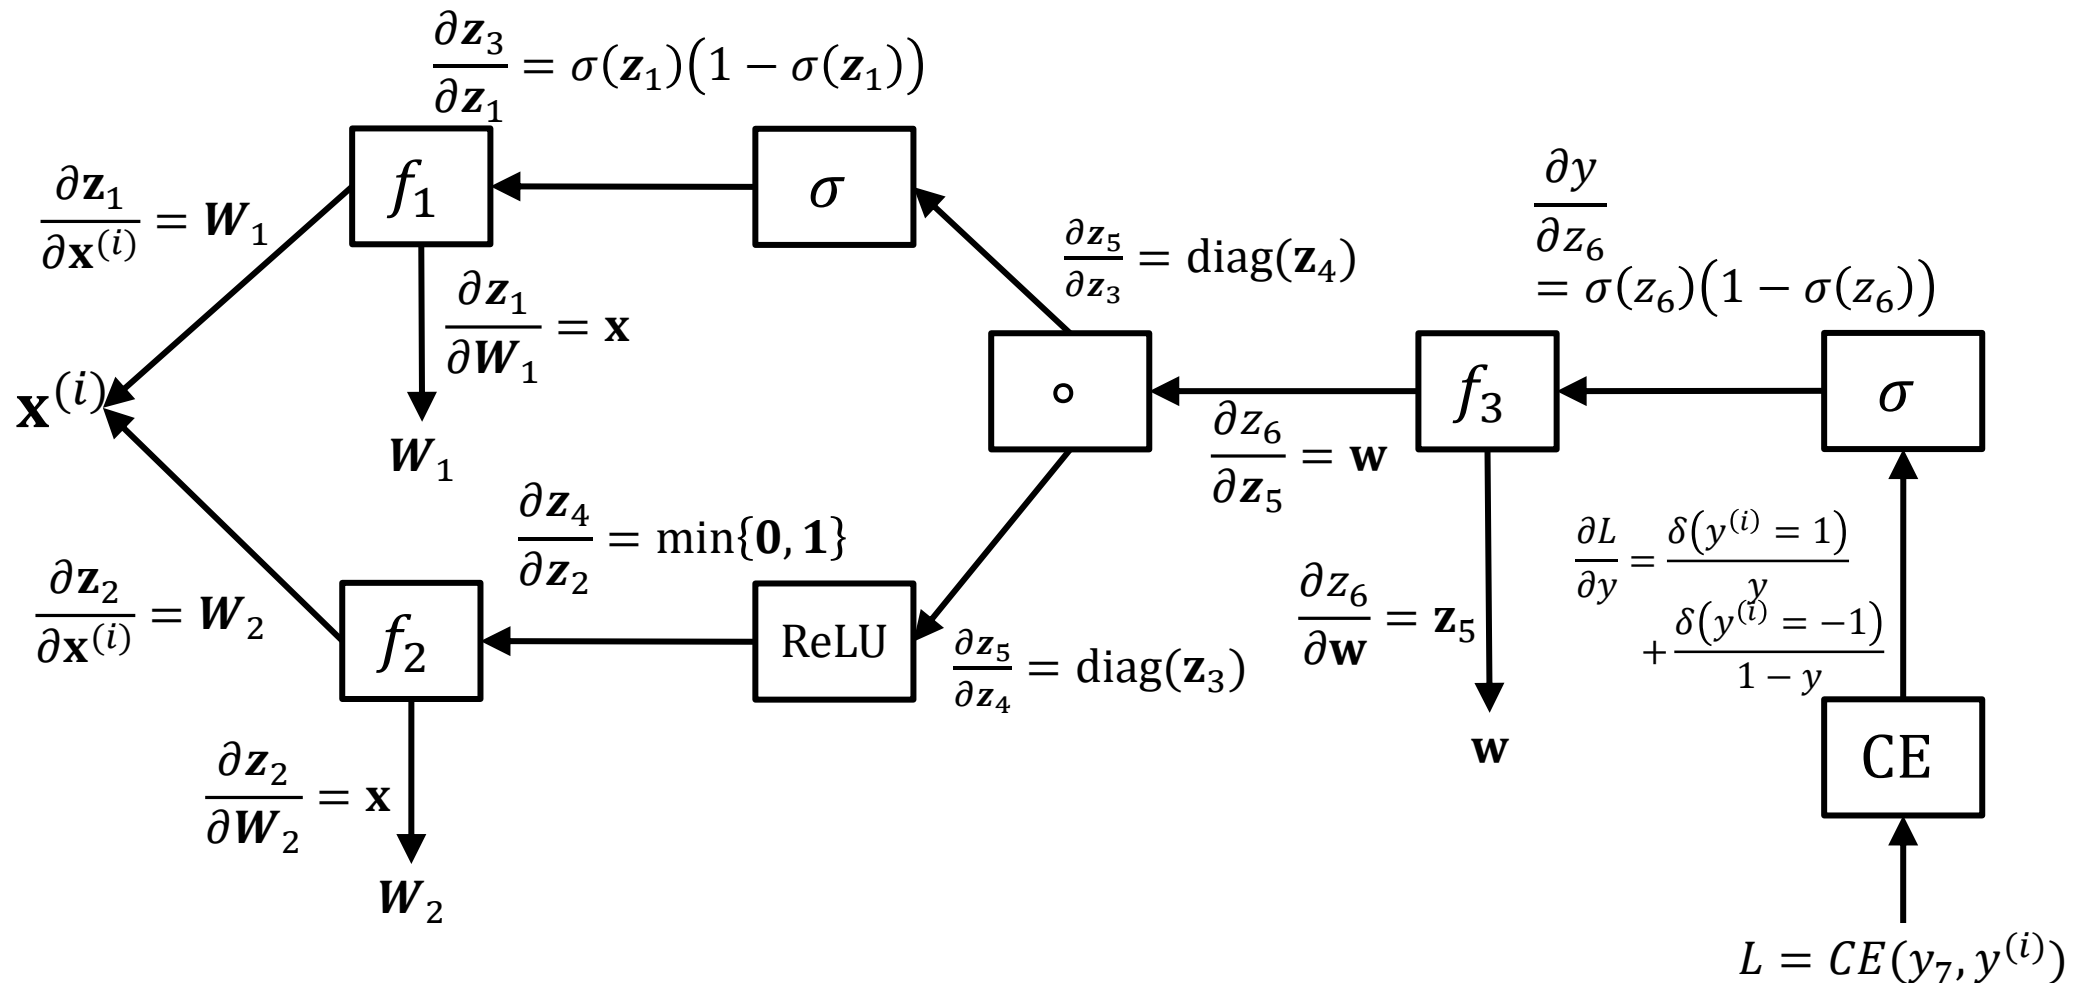 ∂z₃/∂z₁ = σ(z₁)(1 − σ(z₁))
∂z₁/∂x⁽ⁱ⁾ = W₁
f₁
σ
∂y/∂z₆
= σ(z₆)(1 − σ(z₆))
∂z₅/∂z₃ = diag(z₄)
∂z₁/∂W₁ = x
x⁽ⁱ⁾
W₁
∘
f₃
σ
∂z₆/∂z₅ = w
∂z₄/∂z₂ = min{0, 1}
∂z₂/∂x⁽ⁱ⁾ = W₂
f₂
ReLU
∂z₅/∂z₄ = diag(z₃)
∂z₆/∂w = z₅
∂L/∂y = δ(y⁽ⁱ⁾ = 1)/y
+ δ(y⁽ⁱ⁾ = −1)/(1 − y)
w
CE
∂z₂/∂W₂ = x
W₂
L = CE(y₇, y⁽ⁱ⁾)